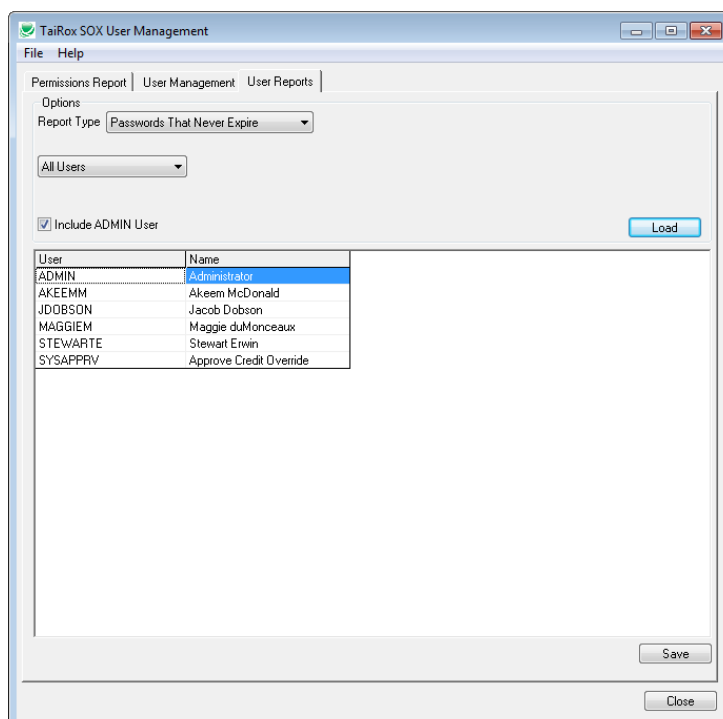 TaiRox SOX User Management
File Help
Permissions Report User Management User Reports
Options
Report Type Passwords That Never Expire
All Users
Include ADMIN User
Load
User Name
ADMIN Administrator
AKEEMM Akeem McDonald
JDOBSON Jacob Dobson
MAGGIEM Maggie duMonceaux
STEWARTE Stewart Erwin
SYSAPPRV Approve Credit Override
Save
Close